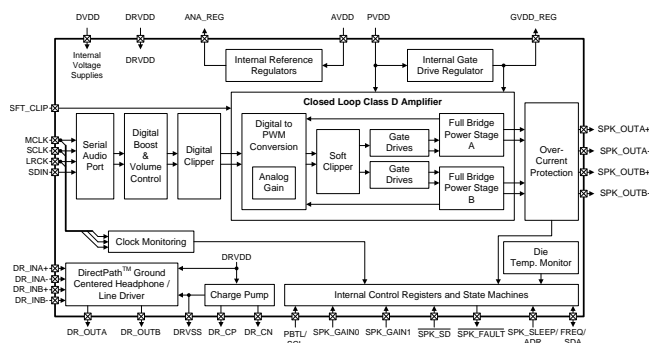 DVDD DRVDD ANA_REG AVDD PVDD GVDD_REG
Internal
Voltage
Supplies
DRVDD
Internal Reference
Regulators
Internal Gate
Drive Regulator
SFT_CLIP
Closed Loop Class D Amplifier
MCLK
SCLK
LRCK
SDIN
Serial
Audio
Port
Digital
Boost
&
Volume
Control
Digital
Clipper
Digital to
PWM
Conversion
Analog
Gain
Soft
Clipper
Gate
Drives
Gate
Drives
Full Bridge
Power Stage
A
Full Bridge
Power Stage
B
Over-
Current
Protection
SPK_OUTA+
SPK_OUTA-
SPK_OUTB+
SPK_OUTB-
Clock Monitoring
Die
Temp. Monitor
DR_INA+
DR_INA-
DR_INB+
DR_INB-
DirectPath™ Ground
Centered Headphone /
Line Driver
DRVDD
Charge Pump
Internal Control Registers and State Machines
DR_OUTA DR_OUTB DRVSS DR_CP DR_CN PBTL/ SPK_GAIN0 SPK_GAIN1 SPK_SD SPK_FAULT SPK_SLEEP/ FREQ/
SCL ADR SDA